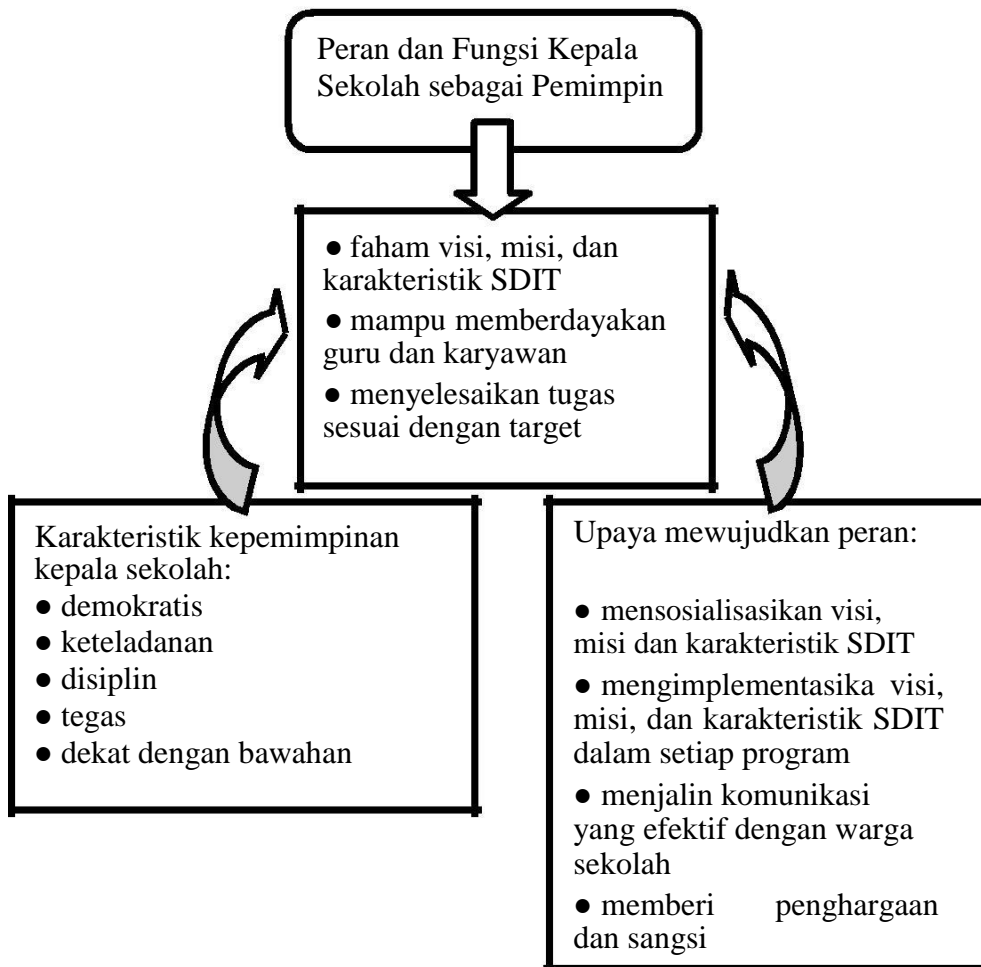 Peran dan Fungsi Kepala
Sekolah sebagai Pemimpin
● faham visi, misi, dan
karakteristik SDIT
● mampu memberdayakan
guru dan karyawan
● menyelesaikan tugas
sesuai dengan target
Karakteristik kepemimpinan
kepala sekolah:
● demokratis
● keteladanan
● disiplin
● tegas
● dekat dengan bawahan
Upaya mewujudkan peran:
● mensosialisasikan visi,
misi dan karakteristik SDIT
● mengimplementasika visi,
misi, dan karakteristik SDIT
dalam setiap program
● menjalin komunikasi
yang efektif dengan warga
sekolah
● memberi penghargaan
dan sangsi